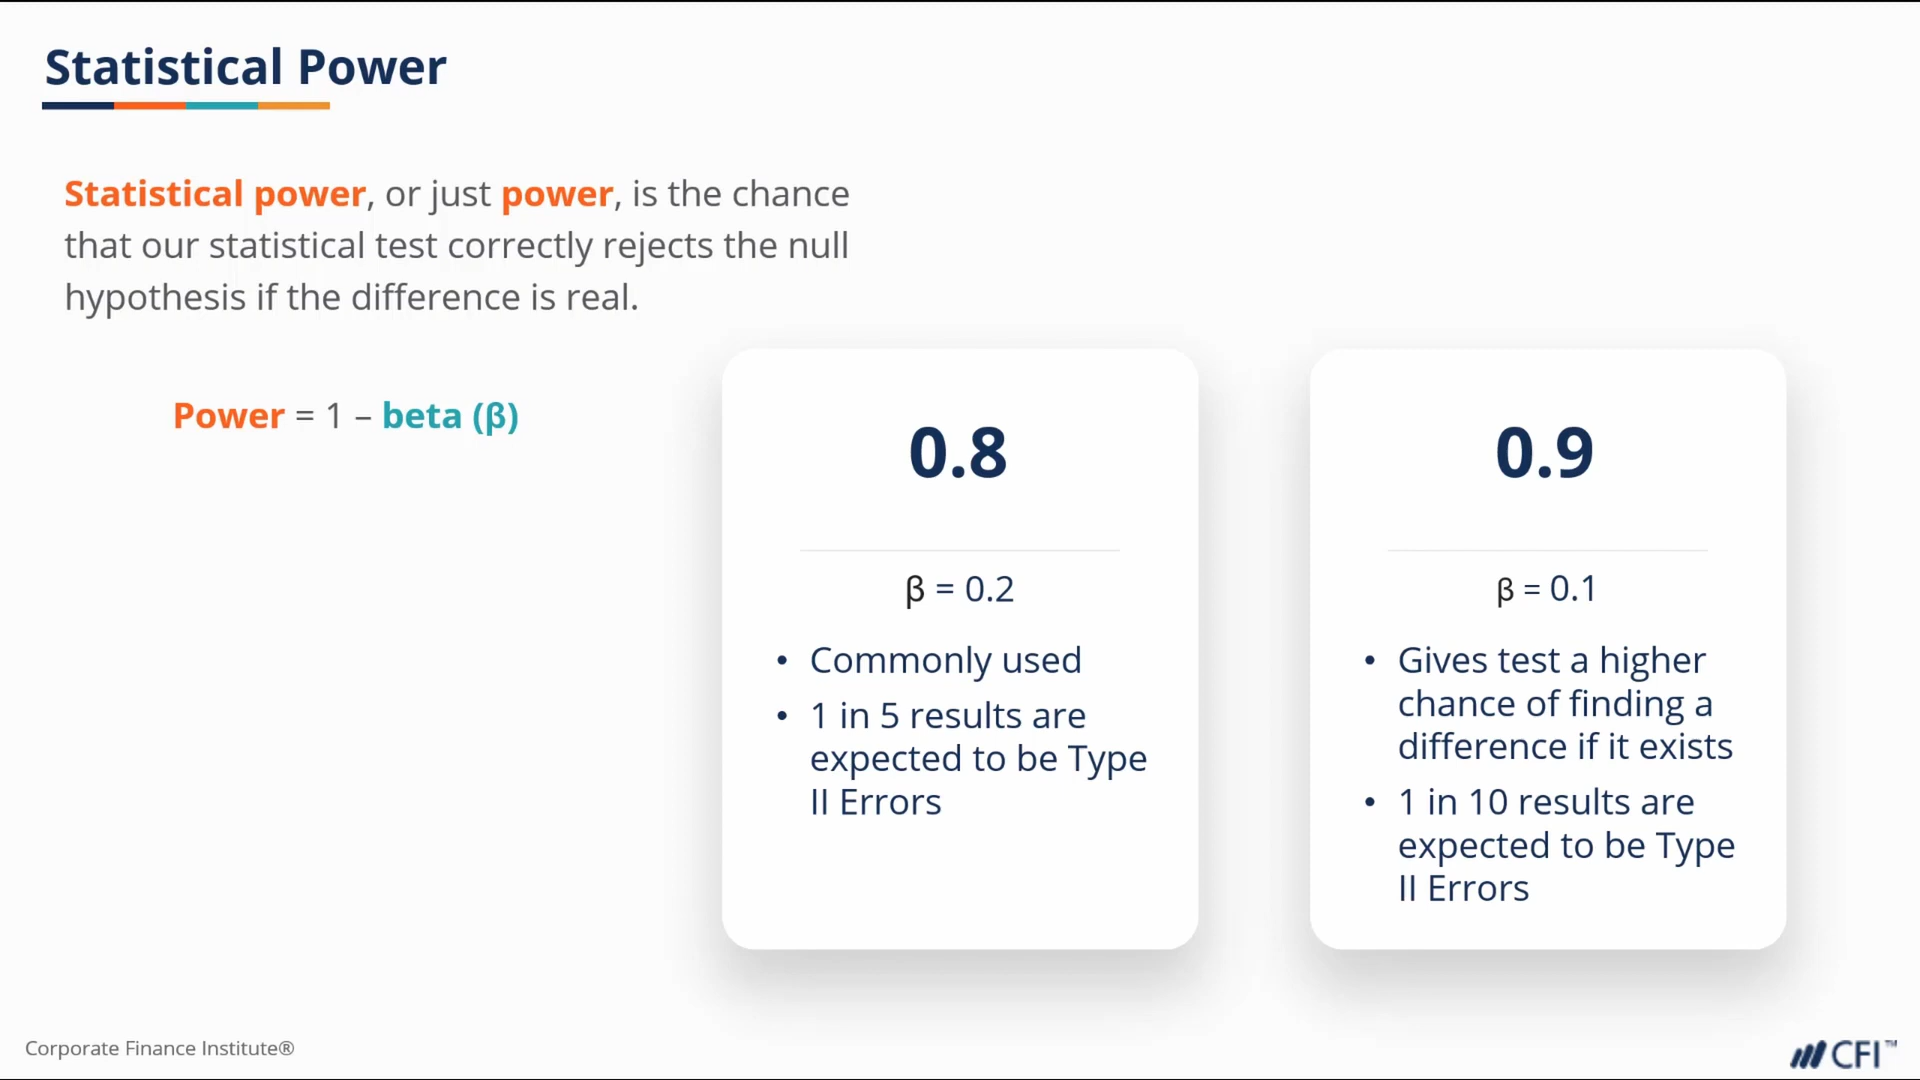 Statistical Power
Statistical power, or just power, is the chance
that our statistical test correctly rejects the null
hypothesis if the difference is real.
Power = 1 – beta (β)
0.8
β = 0.2
• Commonly used
• 1 in 5 results are
expected to be Type
II Errors
0.9
β = 0.1
• Gives test a higher
chance of finding a
difference if it exists
• 1 in 10 results are
expected to be Type
II Errors
Corporate Finance Institute®
CFI™